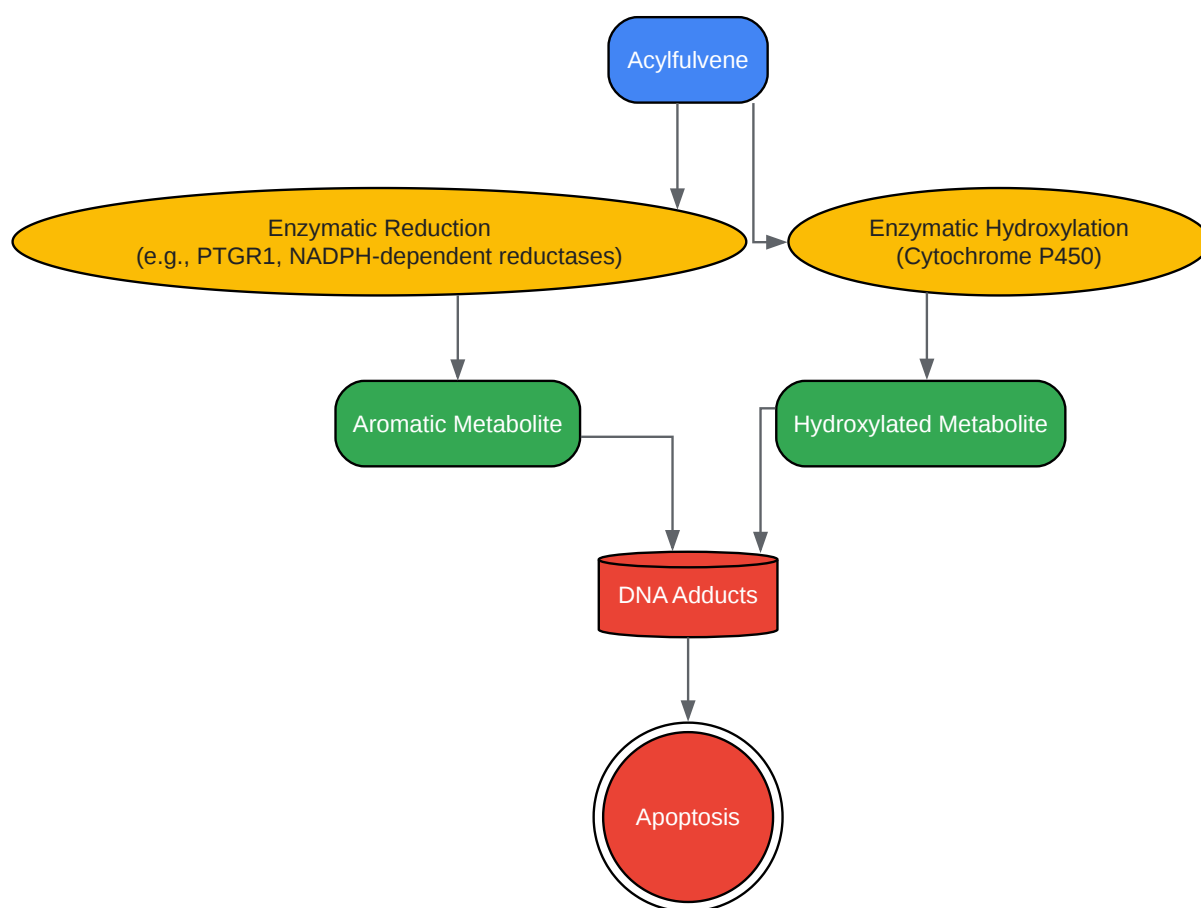 Acylfulvene
Enzymatic Reduction
(e.g., PTGR1, NADPH-dependent reductases)
Enzymatic Hydroxylation
(Cytochrome P450)
Aromatic Metabolite
Hydroxylated Metabolite
DNA Adducts
Apoptosis